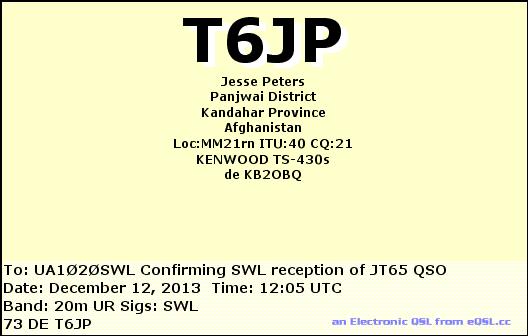 T6JP
Jesse Peters
Panjwai District
Kandahar Province
Afghanistan
Loc:MM21rn ITU:40 CQ:21
KENWOOD TS-430s
de KB2OBQ
To: UA1Ø2ØSWL Confirming SWL reception of JT65 QSO
Date: December 12, 2013 Time: 12:05 UTC
Band: 20m UR Sigs: SWL
73 DE T6JP
an Electronic QSL from eQSL.cc